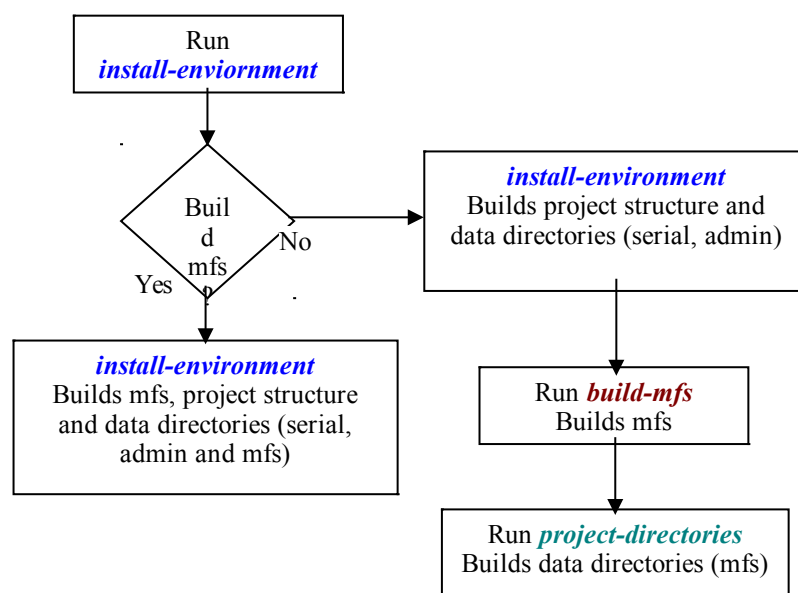 Run
install-enviornment
Buil
d
mfs
?
No
Yes
install-environment
Builds project structure and
data directories (serial, admin)
install-environment
Builds mfs, project structure
and data directories (serial,
admin and mfs)
Run build-mfs
Builds mfs
Run project-directories
Builds data directories (mfs)